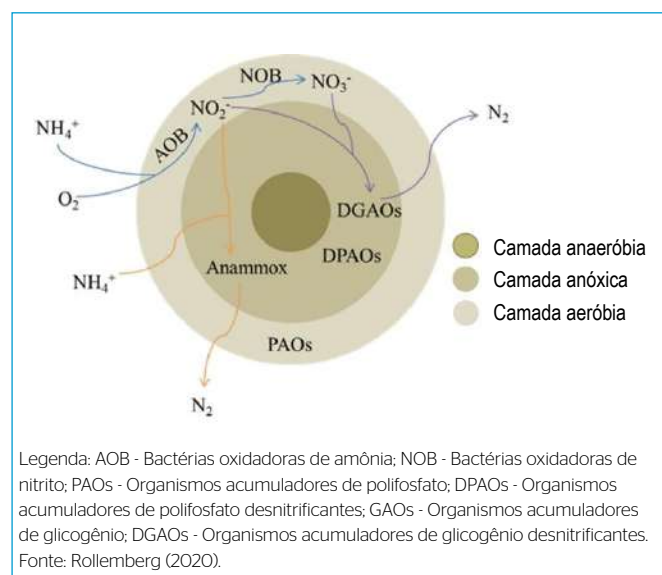 NOB
NO₃⁻
NO₂⁻
N₂
NH₄⁺
AOB
O₂
DGAOs
DPAOs
NH₄⁺
Anammox
PAOs
N₂
Camada anaeróbia
Camada anóxica
Camada aeróbia
Legenda: AOB - Bactérias oxidadoras de amônia; NOB - Bactérias oxidadoras de
nitrito; PAOs - Organismos acumuladores de polifosfato; DPAOs - Organismos
acumuladores de polifosfato desnitrificantes; GAOs - Organismos acumuladores
de glicogênio; DGAOs - Organismos acumuladores de glicogênio desnitrificantes.
Fonte: Rollemberg (2020).